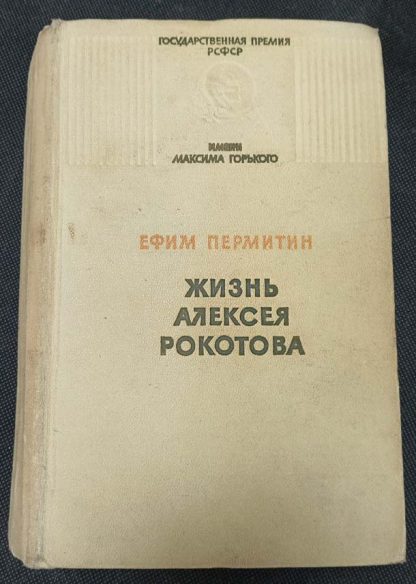 ГОСУДАРСТВЕННАЯ ПРЕМИЯ
РСФСР
ИМЕНИ
МАКСИМА ГОРЬКОГО
ЕФИМ ПЕРМИТИН
ЖИЗНЬ
АЛЕКСЕЯ
РОКОТОВА